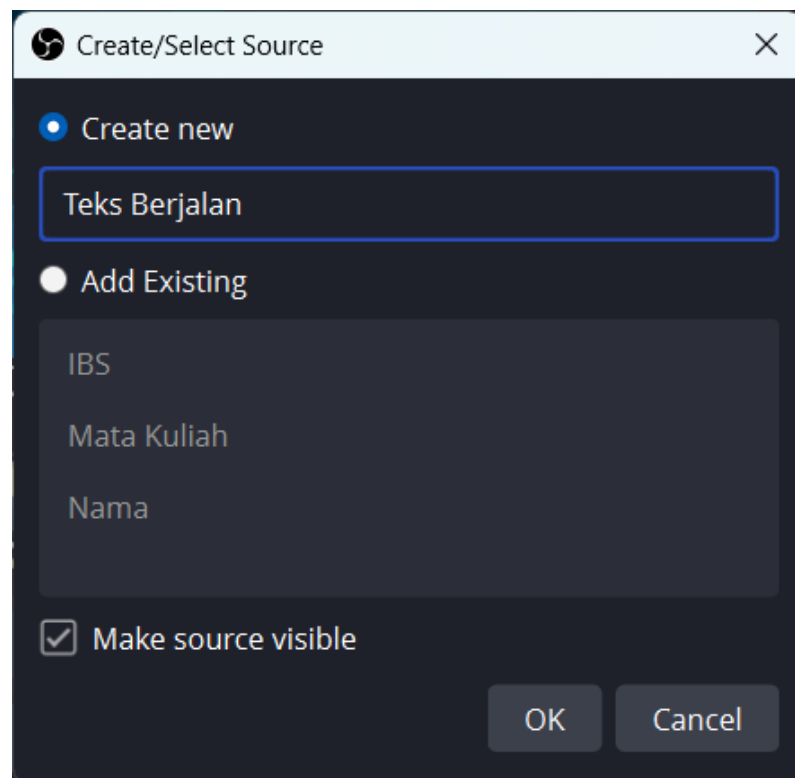 Create/Select Source
Create new
Teks Berjalan
Add Existing
IBS
Mata Kuliah
Nama
Make source visible
OK Cancel